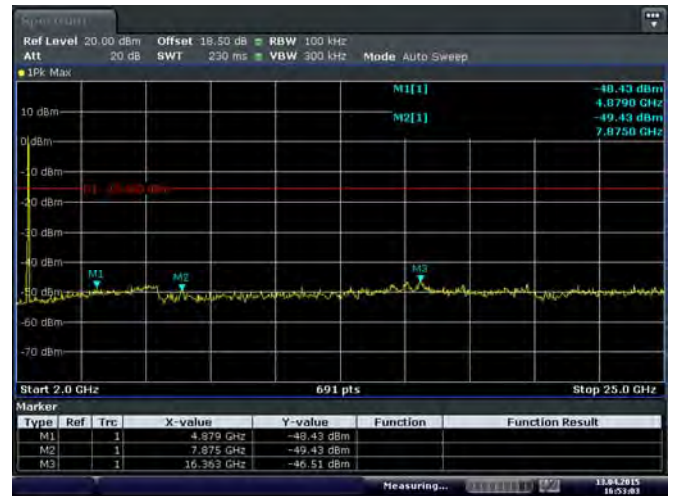 Spectrum
Ref Level 20.00 dBm Offset 18.50 dB RBW 100 kHz
Att 20 dB SWT 230 ms VBW 300 kHz Mode Auto Sweep
1Pk Max
M1[1] -48.43 dBm
4.8790 GHz
M2[1] -49.43 dBm
7.8750 GHz
10 dBm
0 dBm
-10 dBm
D1
-20 dBm
-30 dBm
-40 dBm
M1 M2 M3
-50 dBm
-60 dBm
-70 dBm
Start 2.0 GHz 691 pts Stop 25.0 GHz
Marker
Type Ref Trc X-value Y-value Function Function Result
M1 1 4.879 GHz -48.43 dBm
M2 1 7.875 GHz -49.43 dBm
M3 1 16.363 GHz -46.51 dBm
Measuring... 13.04.2015
16:53:03